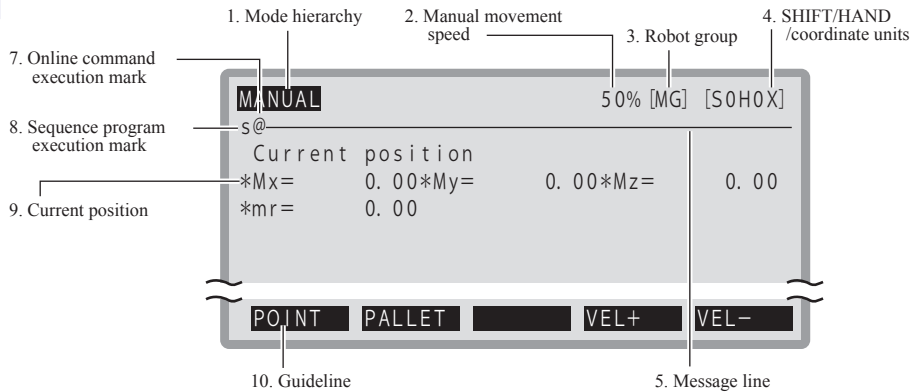 1. Mode hierarchy
2. Manual movement
speed
3. Robot group
4. SHIFT/HAND
/coordinate units
7. Online command
execution mark
8. Sequence program
execution mark
9. Current position
MANUAL 50% [MG] [S0H0X]
s@
Current position
*Mx= 0.00*My= 0.00*Mz= 0.00
*mr= 0.00
POINT PALLET VEL+ VEL−
10. Guideline
5. Message line